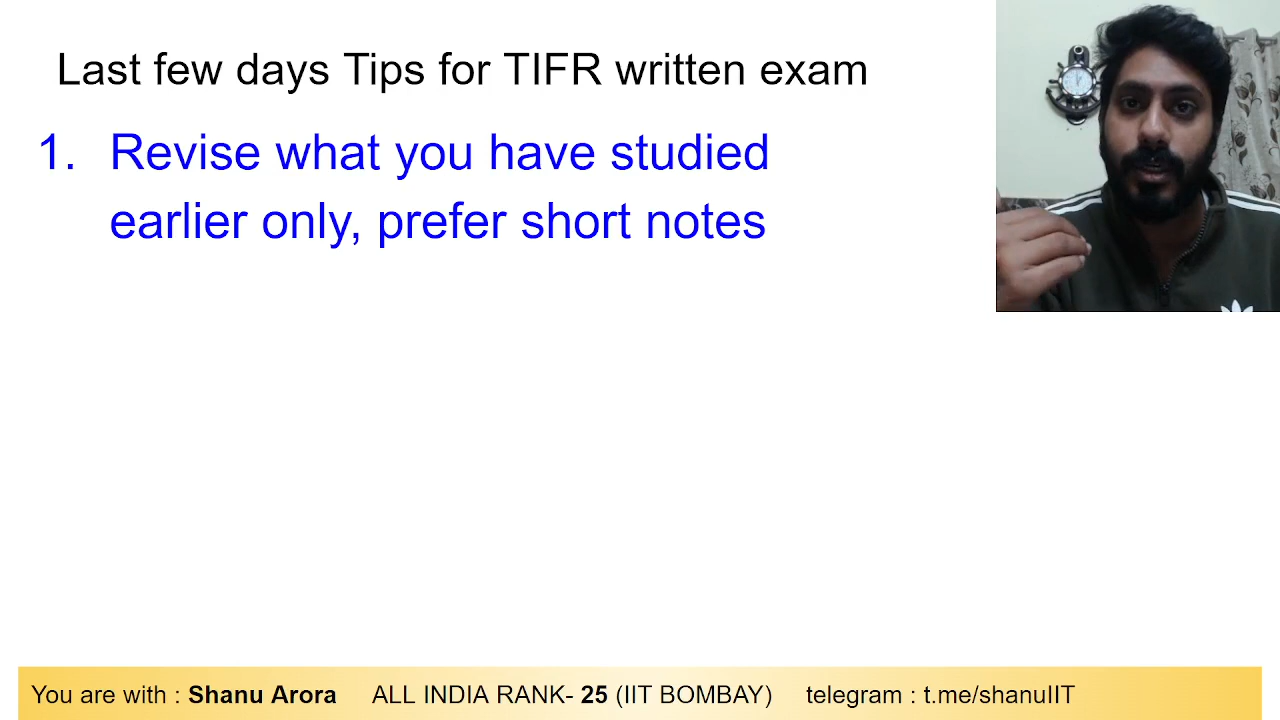 Last few days Tips for TIFR written exam
1. Revise what you have studied
earlier only, prefer short notes
You are with : Shanu Arora ALL INDIA RANK- 25 (IIT BOMBAY) telegram : t.me/shanuIIT